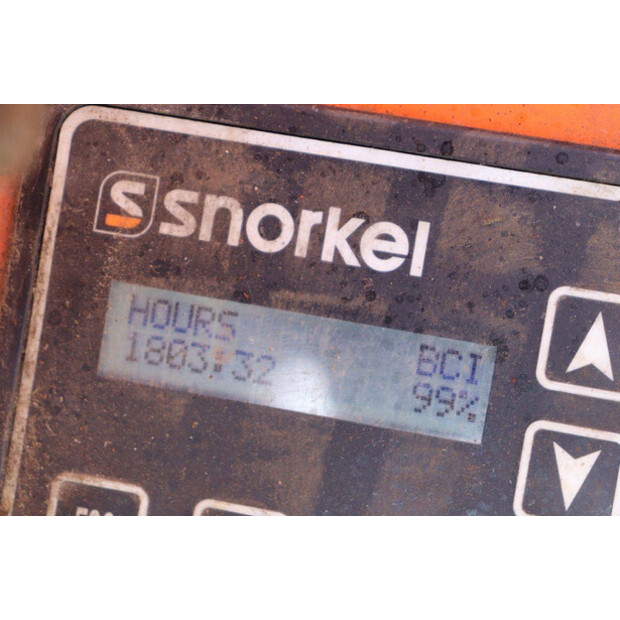 snorkel
HOURS
1803:32 BCI
99%